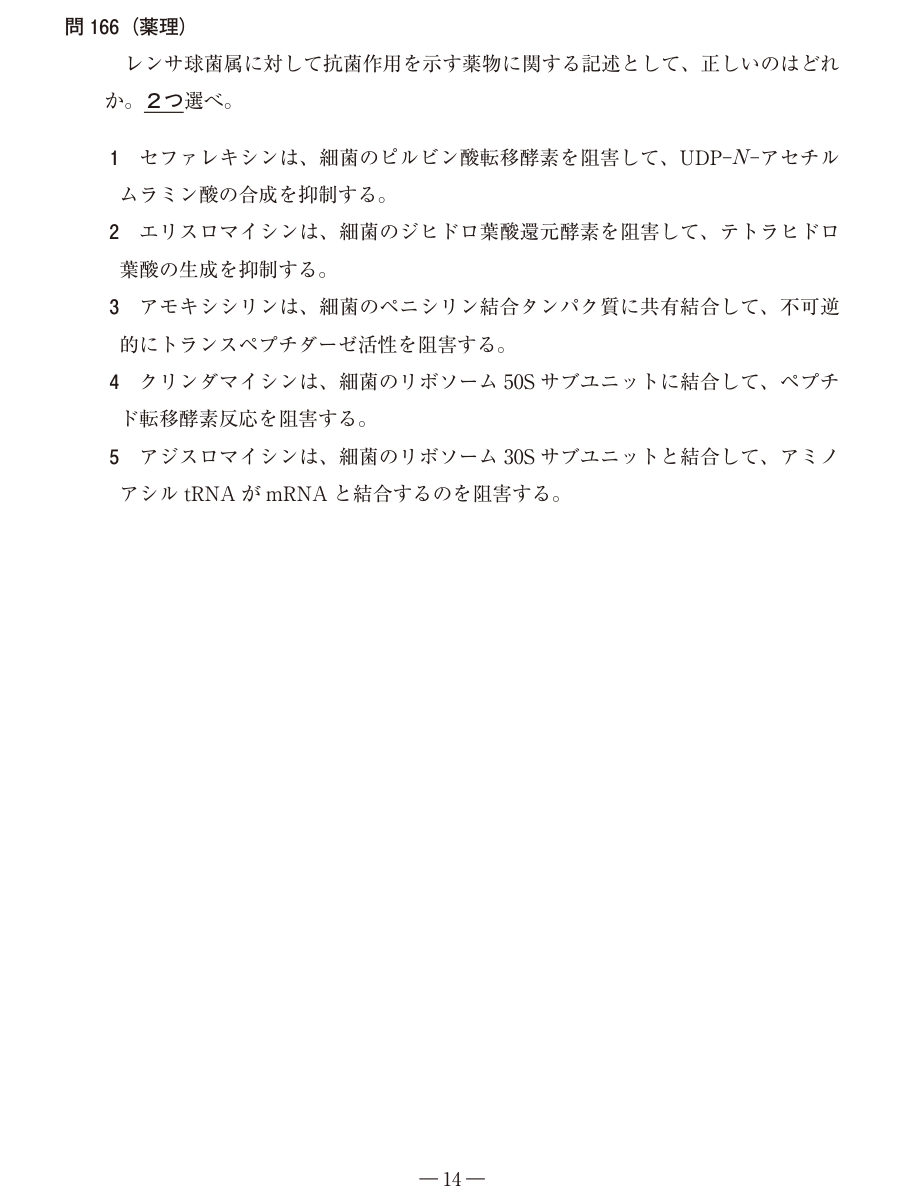 問 166（薬理）
レンサ球菌属に対して抗菌作用を示す薬物に関する記述として、正しいのはどれ
か。２つ選べ。
1 セファレキシンは、細菌のピルビン酸転移酵素を阻害して、UDP-N-アセチル
ムラミン酸の合成を抑制する。
2 エリスロマイシンは、細菌のジヒドロ葉酸還元酵素を阻害して、テトラヒドロ
葉酸の生成を抑制する。
3 アモキシシリンは、細菌のペニシリン結合タンパク質に共有結合して、不可逆
的にトランスペプチダーゼ活性を阻害する。
4 クリンダマイシンは、細菌のリボソーム 50S サブユニットに結合して、ペプチ
ド転移酵素反応を阻害する。
5 アジスロマイシンは、細菌のリボソーム 30S サブユニットと結合して、アミノ
アシル tRNA が mRNA と結合するのを阻害する。
― 14 ―